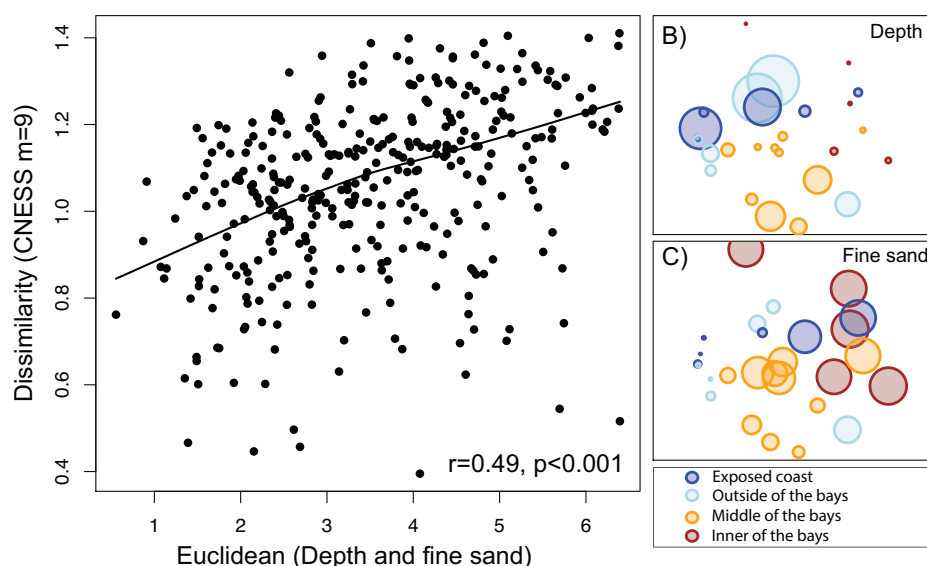 Dissimilarity (CNESS m=9)
1.4
1.2
1.0
0.8
0.6
0.4
r=0.49, p<0.001
1 2 3 4 5 6
Euclidean (Depth and fine sand)
B) Depth
C) Fine sand
Exposed coast
Outside of the bays
Middle of the bays
Inner of the bays